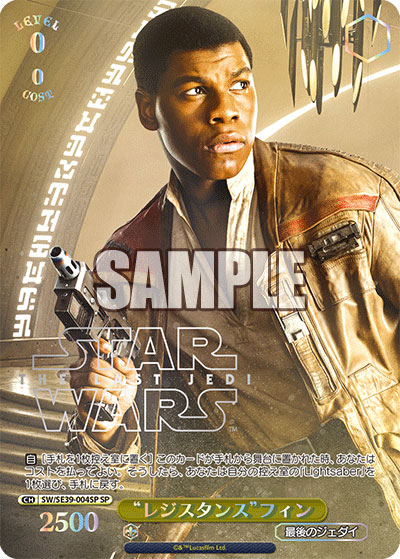 LEVEL
0
0
COST
SAMPLE
STAR
THE LAST JEDI
WARS™
自 [手札を1枚控え室に置く] このカードが手札から舞台に置かれた時、あなたは
コストを払ってよい。そうしたら、あなたは自分の控え室の「Lightsaber」を
1枚選び、手札に戻す。
CH SW/SE39-004SP SP
2500
“レジスタンス”フィン
最後のジェダイ
©&™Lucasfilm Ltd.